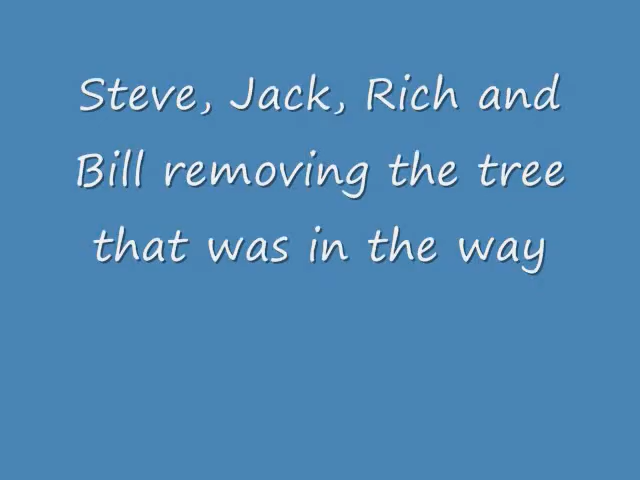 Steve, Jack, Rich and
Bill removing the tree
that was in the way